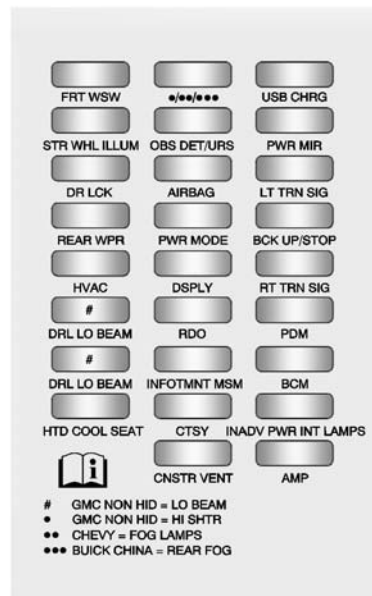 FRT WSW ●/●●/●●● USB CHRG
STR WHL ILLUM OBS DET/URS PWR MIR
DR LCK AIRBAG LT TRN SIG
REAR WPR PWR MODE BCK UP/STOP
HVAC DSPLY RT TRN SIG
#
DRL LO BEAM RDO PDM
#
DRL LO BEAM INFOTMNT MSM BCM
HTD COOL SEAT CTSY INADV PWR INT LAMPS
CNSTR VENT AMP
i
# GMC NON HID = LO BEAM
● GMC NON HID = HI SHTR
●● CHEVY = FOG LAMPS
●●● BUICK CHINA = REAR FOG